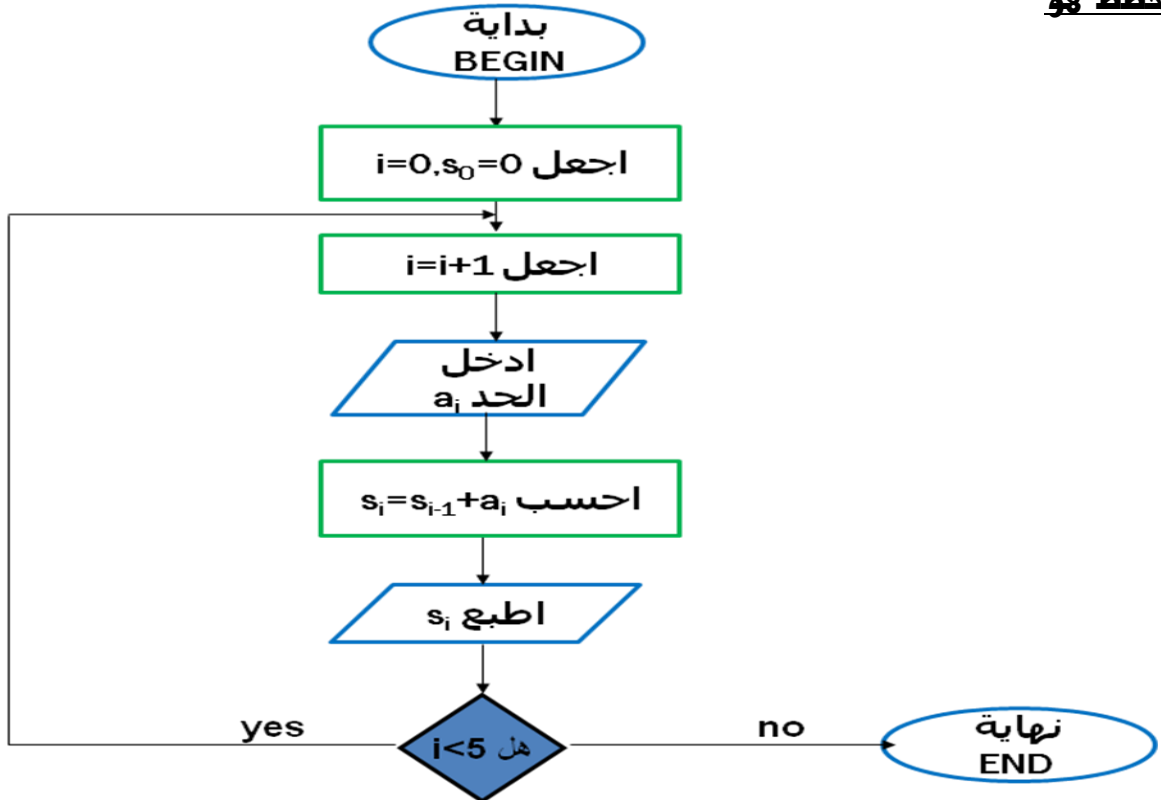 بداية
BEGIN
اجعل i=0,s₀=0
اجعل i=i+1
ادخل
الحد aᵢ
احسب sᵢ=sᵢ₋₁+aᵢ
اطبع sᵢ
هل i<5
yes
no
نهاية
END